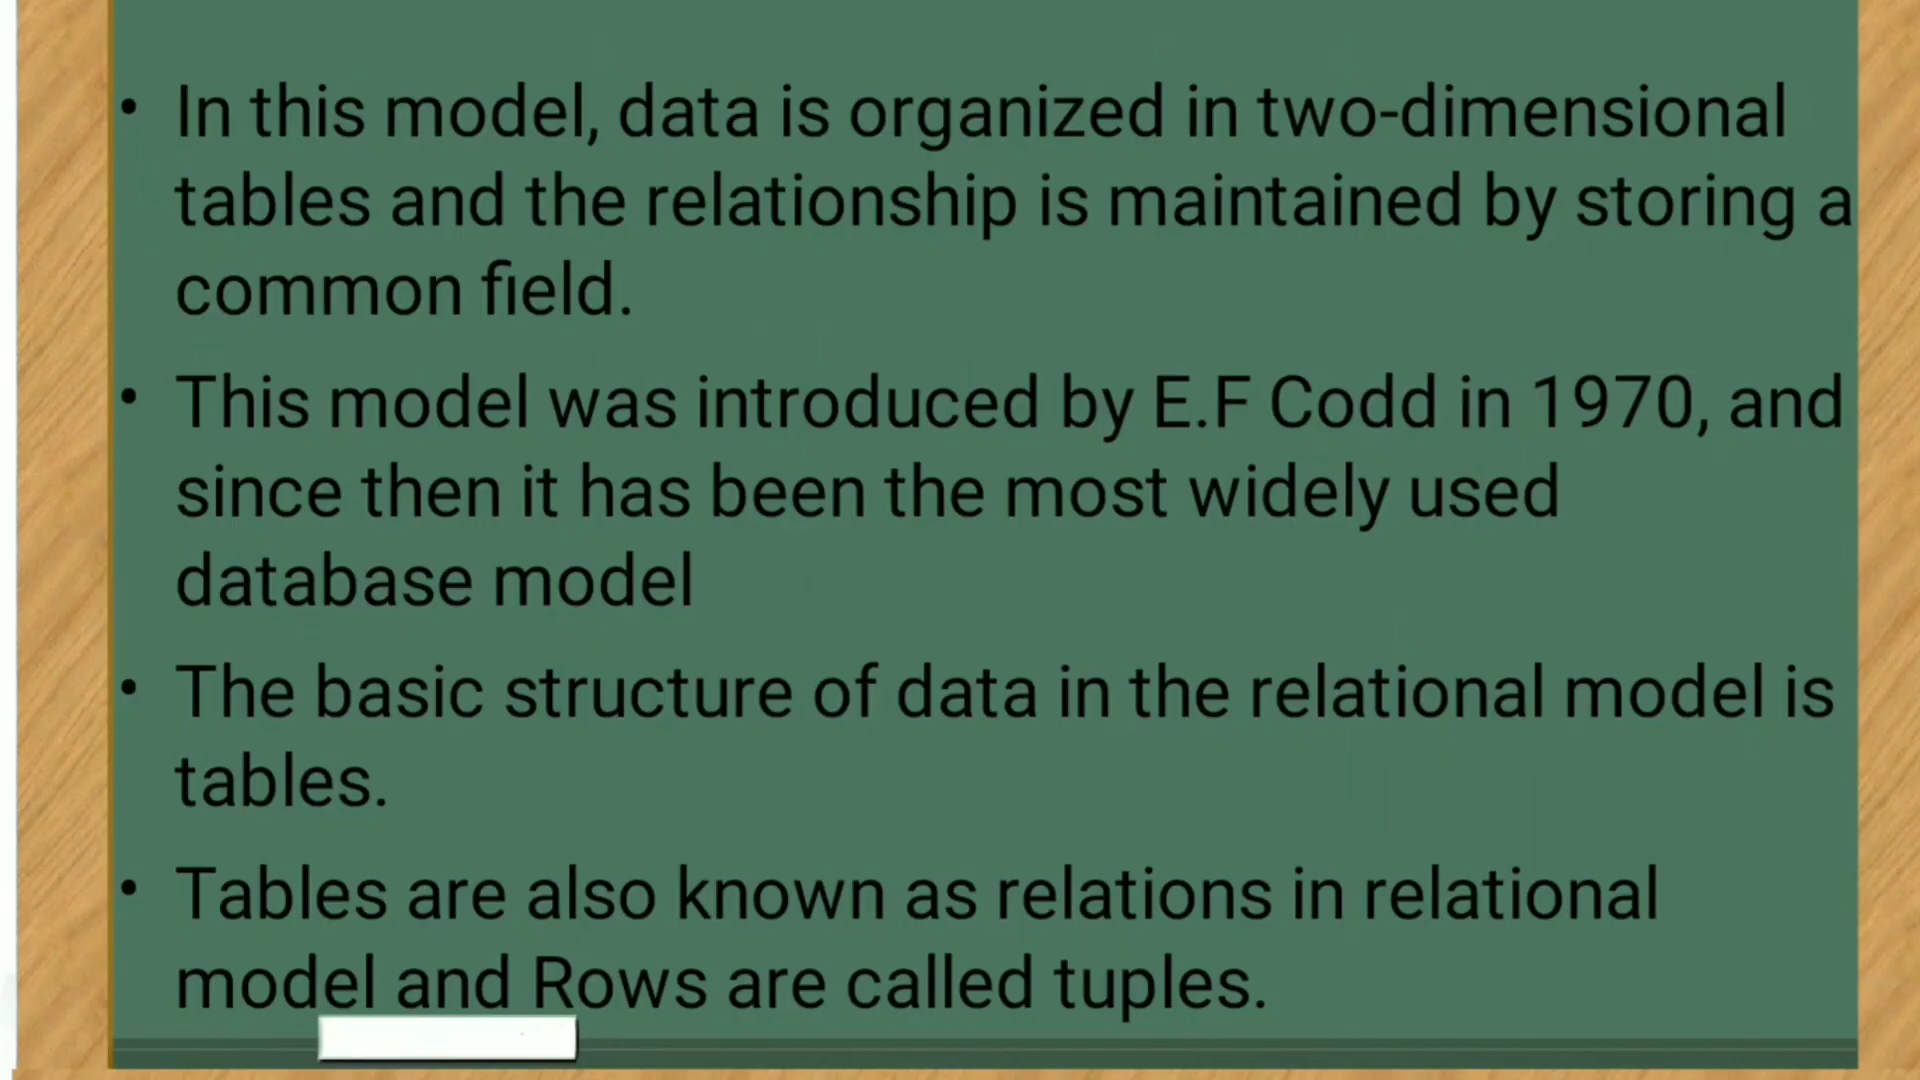 • In this model, data is organized in two-dimensional
tables and the relationship is maintained by storing a
common field.
• This model was introduced by E.F Codd in 1970, and
since then it has been the most widely used
database model
• The basic structure of data in the relational model is
tables.
• Tables are also known as relations in relational
model and Rows are called tuples.